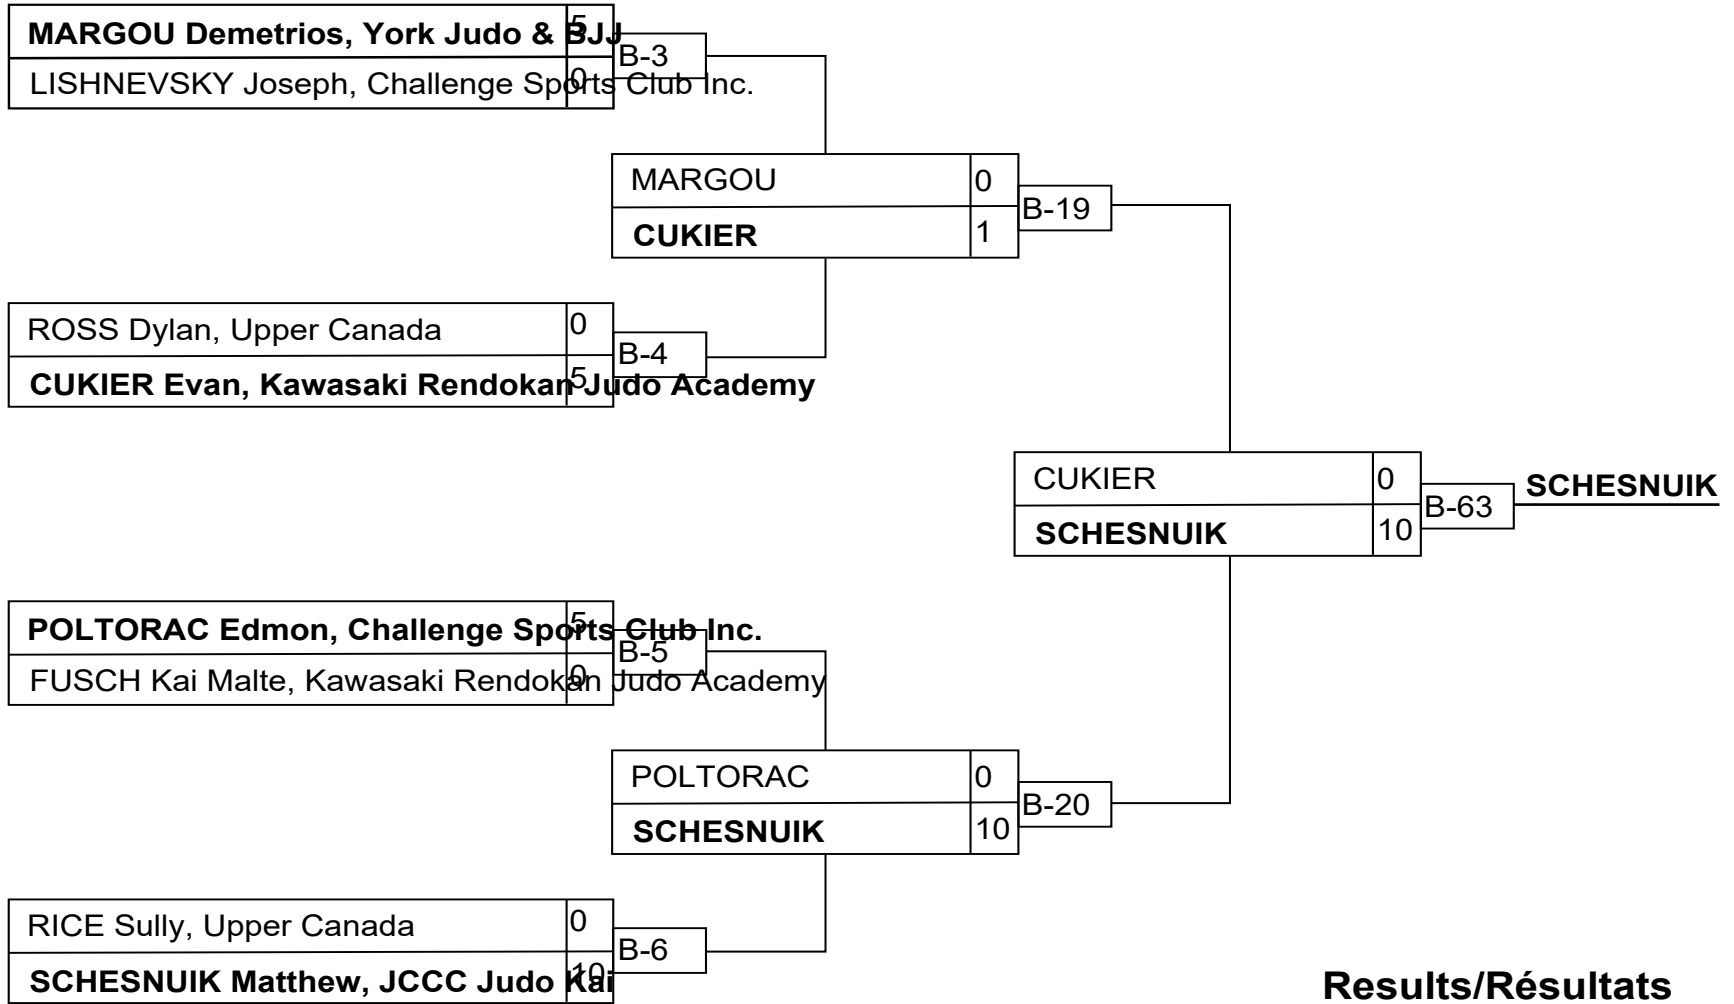 MARGOU Demetrios, York Judo & BJJ 5
B-3
LISHNEVSKY Joseph, Challenge Sports Club Inc. 0
MARGOU 0
B-19
CUKIER 1
ROSS Dylan, Upper Canada 0
B-4
CUKIER Evan, Kawasaki Rendokan Judo Academy 5
CUKIER 0
B-63 SCHESNUIK
SCHESNUIK 10
POLTORAC Edmon, Challenge Sports Club Inc. 5
B-5
FUSCH Kai Malte, Kawasaki Rendokan Judo Academy 0
POLTORAC 0
B-20
SCHESNUIK 10
RICE Sully, Upper Canada 0
B-6
SCHESNUIK Matthew, JCCC Judo Kai 10
Results/Résultats